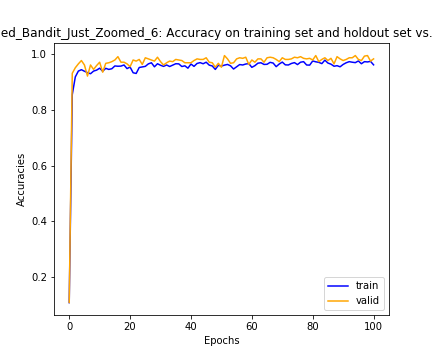 ed_Bandit_Just_Zoomed_6: Accuracy on training set and holdout set vs.
1.0
0.8
0.6
0.4
0.2
Accuracies
0 20 40 60 80 100
Epochs
train
valid